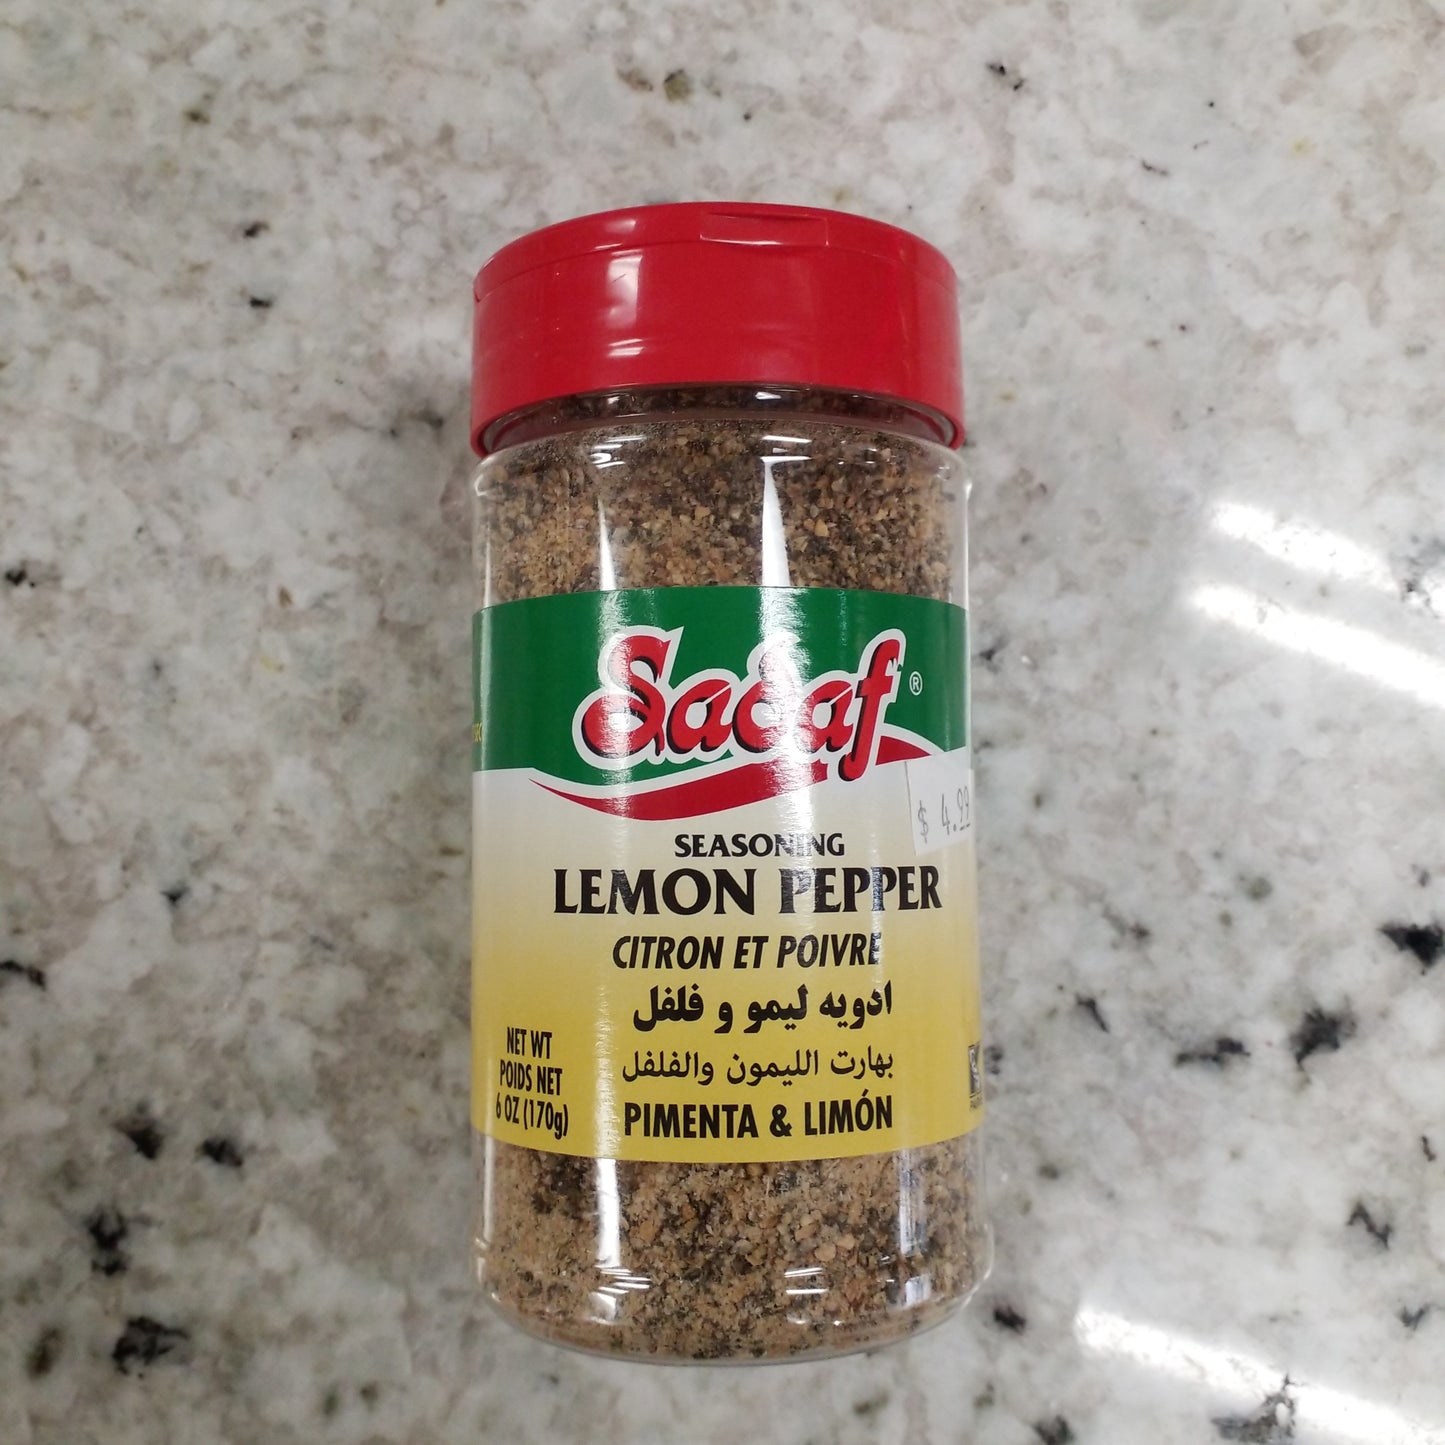 Sadaf®
$ 4.99
SEASONING
LEMON PEPPER
CITRON ET POIVRE
ادویه لیمو و فلفل
بهارت الليمون والفلفل
PIMENTA & LIMÓN
NET WT
POIDS NET
6 OZ (170g)